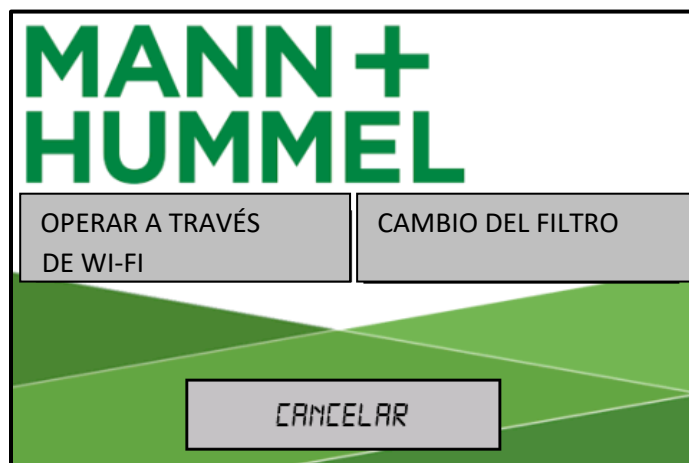 MANN+
HUMMEL
OPERAR A TRAVÉS
DE WI-FI
CAMBIO DEL FILTRO
CANCELAR